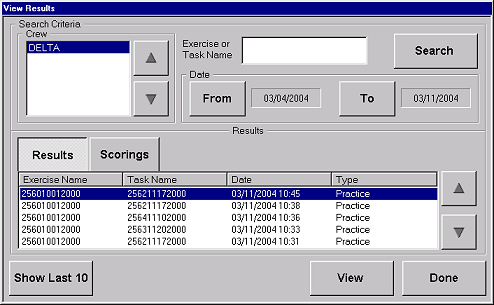 View Results
Search Criteria
Crew
DELTA
Exercise or
Task Name
Search
Date
From
03/04/2004
To
03/11/2004
Results
Results
Scorings
Exercise Name Task Name Date Type
256010012000 256211172000 03/11/2004 10:45 Practice
256010012000 256211172000 03/11/2004 10:38 Practice
256010012000 256411102000 03/11/2004 10:36 Practice
256010012000 256311202000 03/11/2004 10:33 Practice
256010012000 256211172000 03/11/2004 10:31 Practice
Show Last 10
View
Done